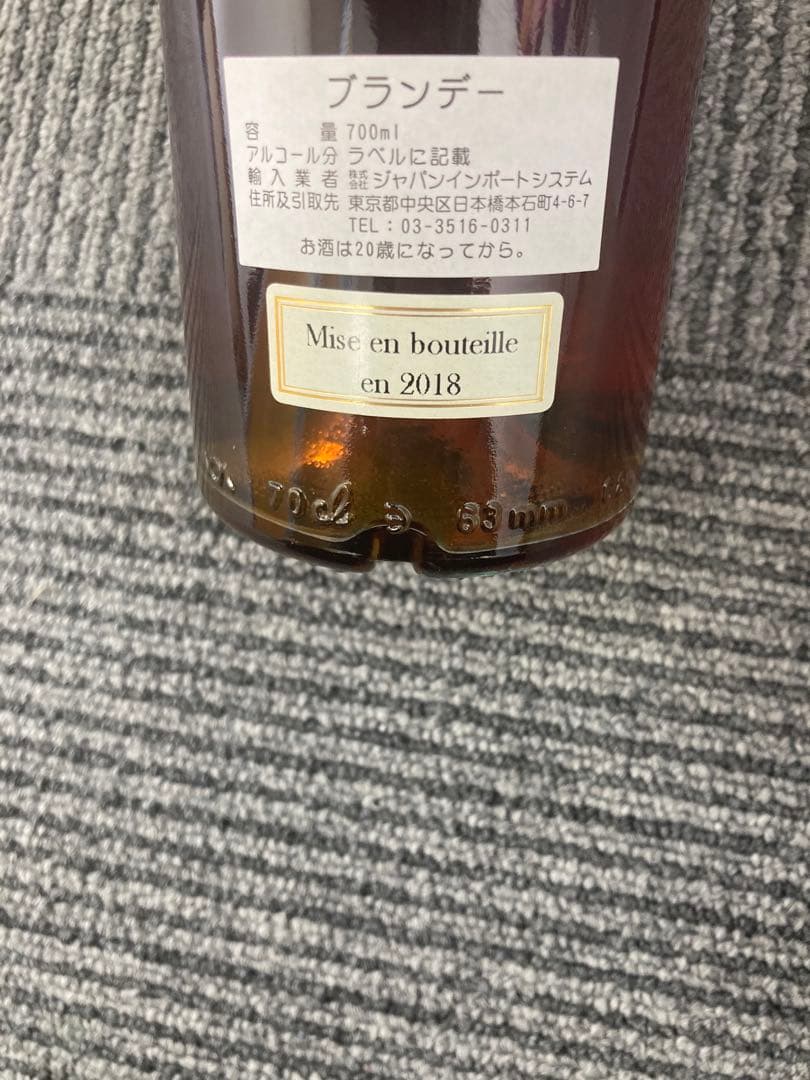 ブランデー
容量 700ml
アルコール分 ラベルに記載
輸入業者 株式会社ジャパンインポートシステム
住所及引取先 東京都中央区日本橋本石町4-6-7
TEL:03-3516-0311
お酒は20歳になってから。
Mise en bouteille
en 2018
70cl 63mm